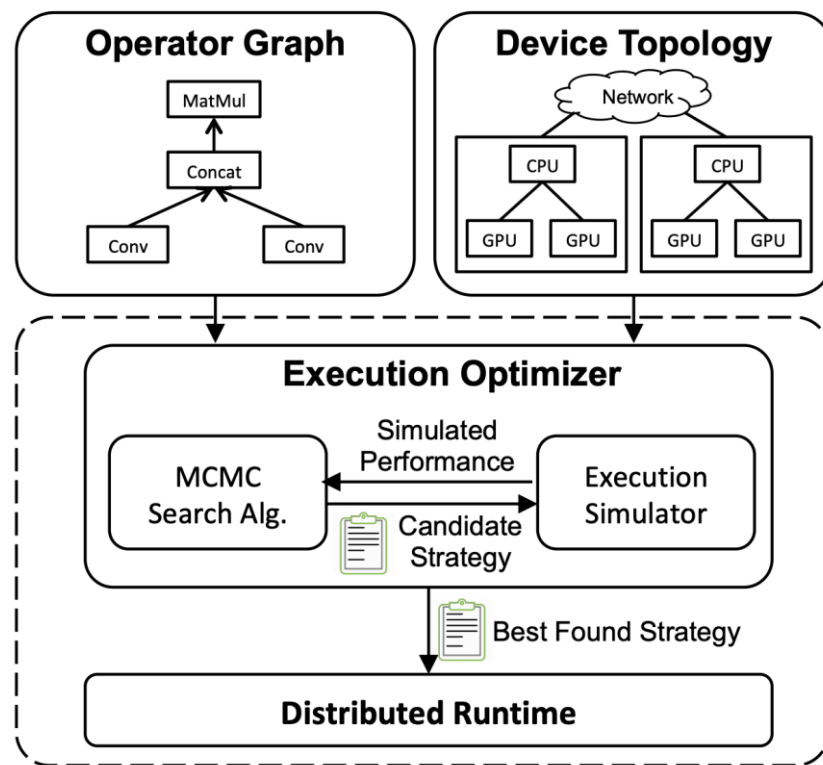 Operator Graph
MatMul
Concat
Conv
Conv
Device Topology
Network
CPU
GPU
GPU
CPU
GPU
GPU
Execution Optimizer
MCMC
Search Alg.
Simulated
Performance
Candidate
Strategy
Execution
Simulator
Best Found Strategy
Distributed Runtime